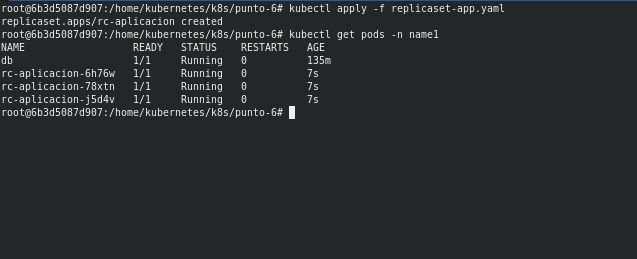 root@6b3d5087d907:/home/kubernetes/k8s/punto-6# kubectl apply -f replicaset-app.yaml
replicaset.apps/rc-aplicacion created
root@6b3d5087d907:/home/kubernetes/k8s/punto-6# kubectl get pods -n name1
NAME                  READY   STATUS    RESTARTS   AGE
db                    1/1     Running   0          135m
rc-aplicacion-6h76w   1/1     Running   0          7s
rc-aplicacion-78xtn   1/1     Running   0          7s
rc-aplicacion-j5d4v   1/1     Running   0          7s
root@6b3d5087d907:/home/kubernetes/k8s/punto-6#